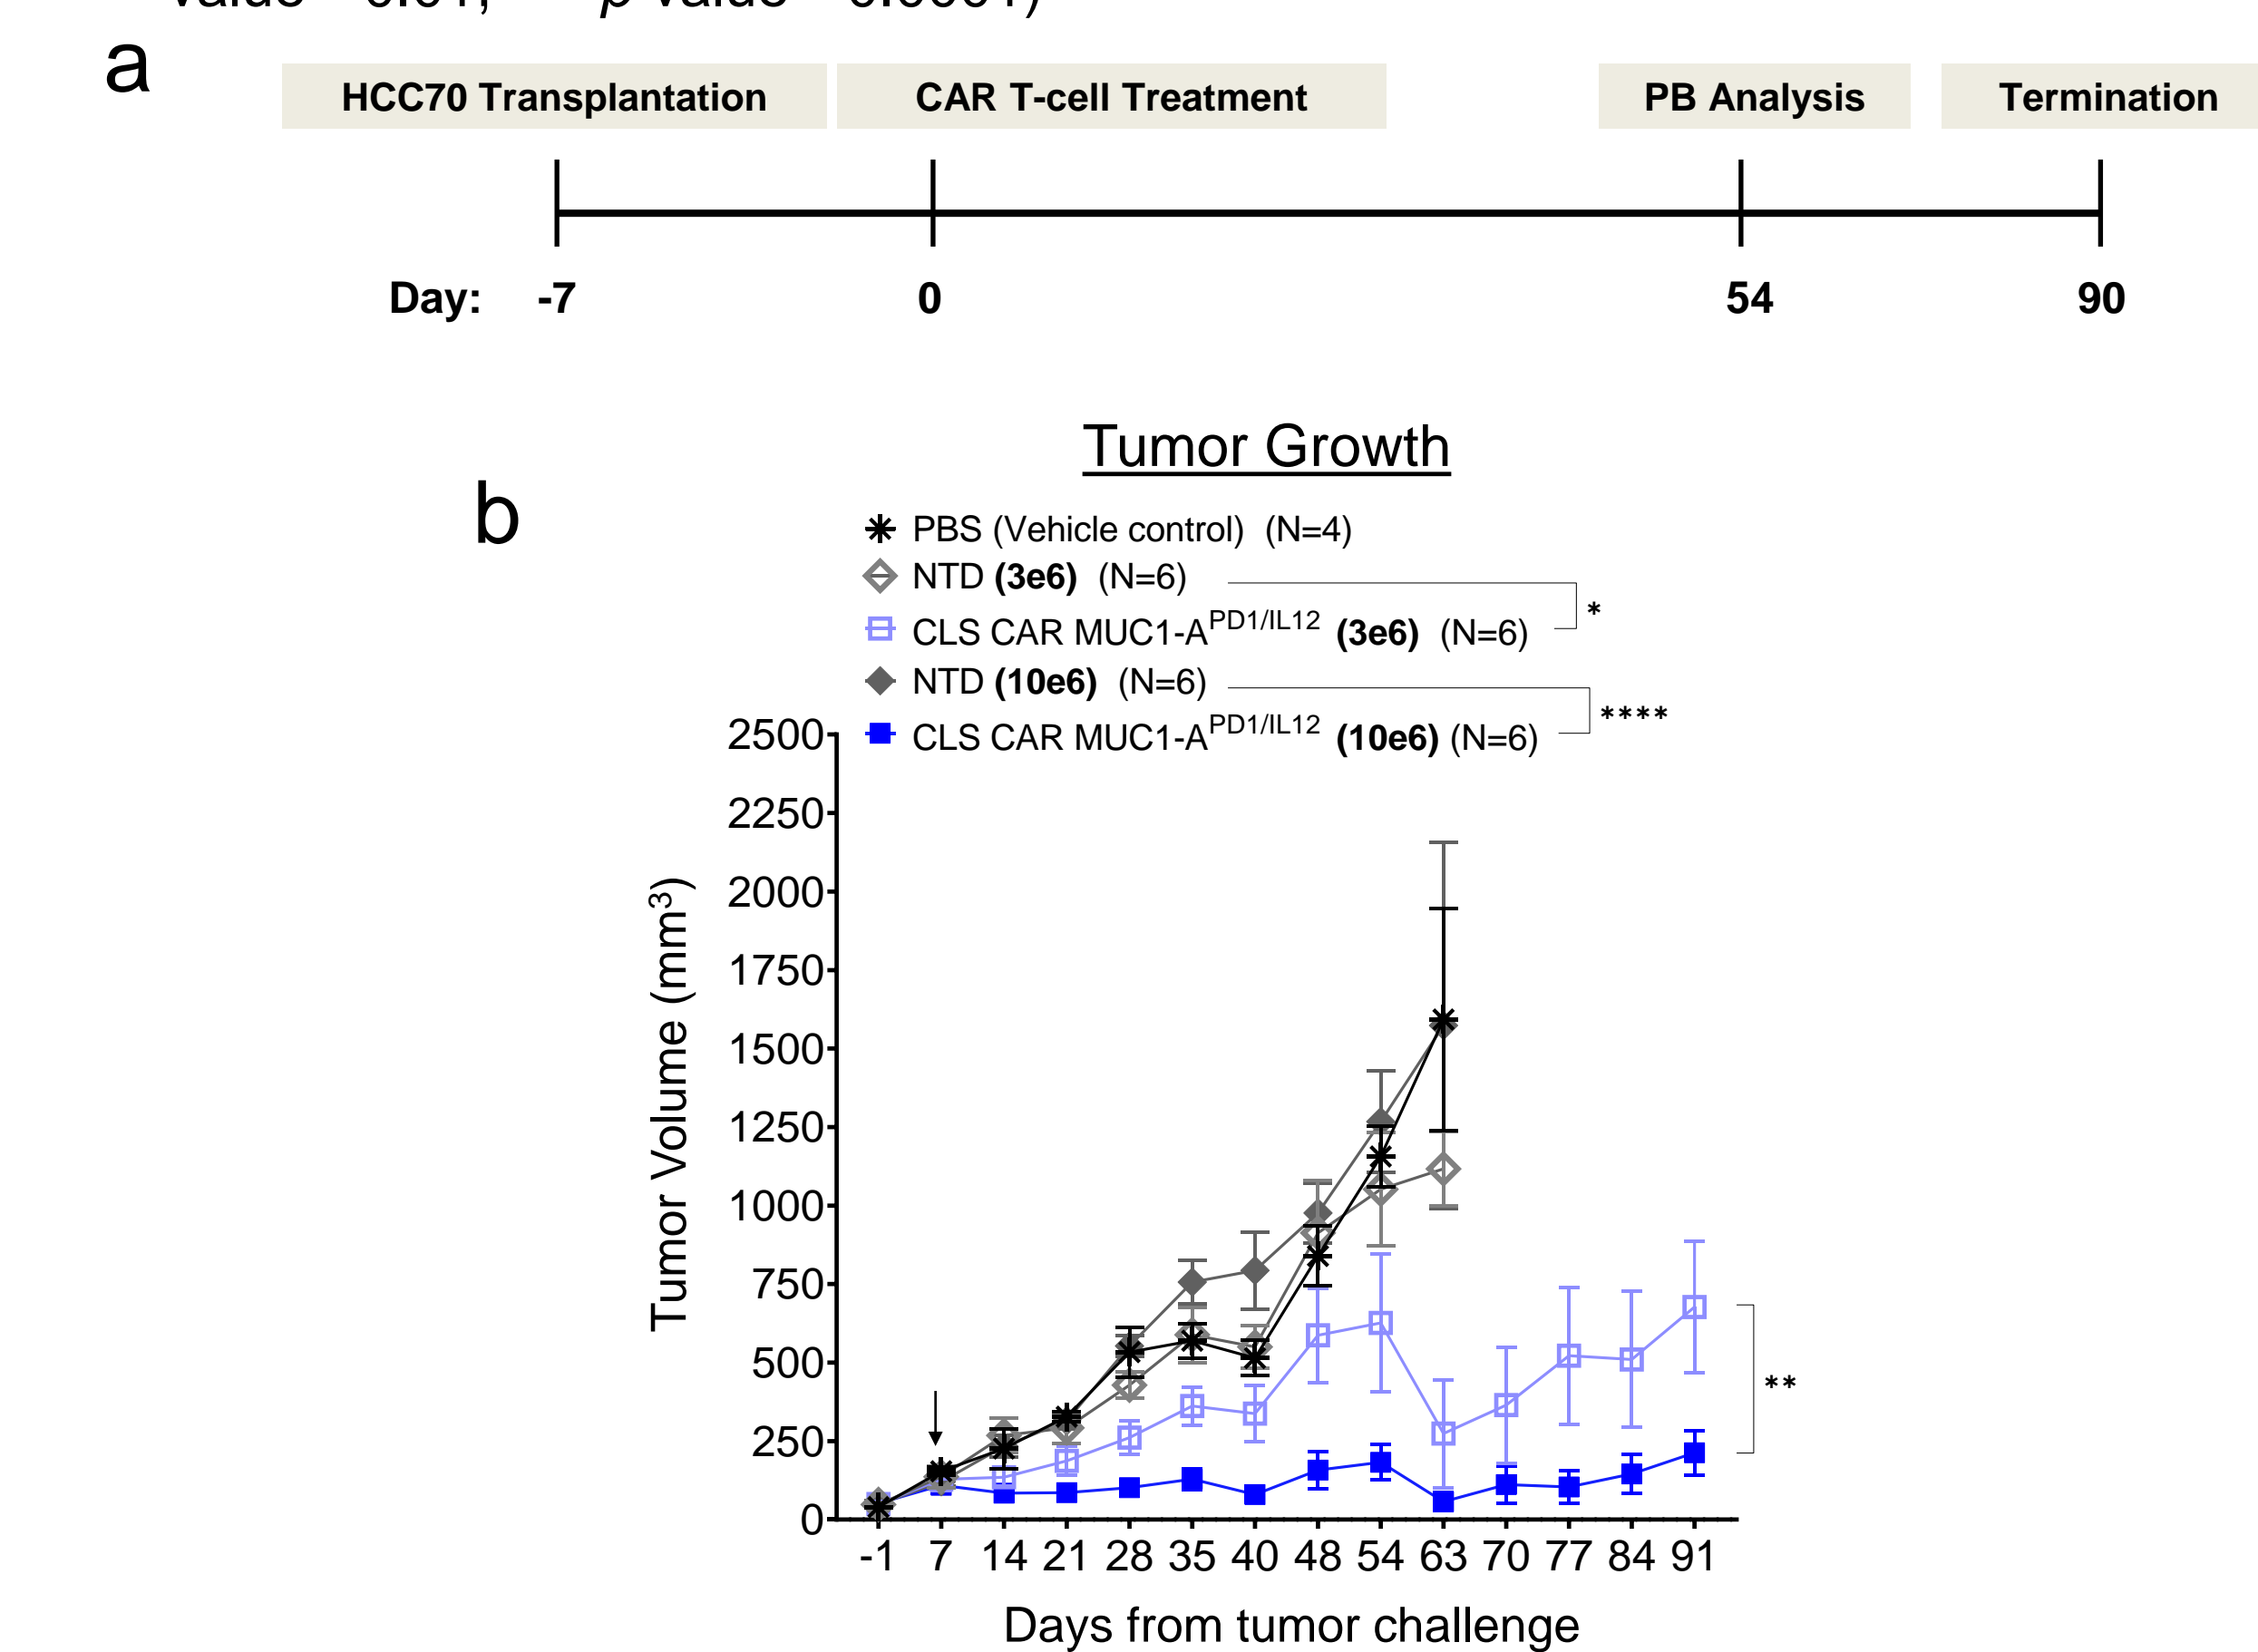 a
HCC70 Transplantation CAR T-cell Treatment PB Analysis Termination
Day: -7 0 54 90
Tumor Growth
b
PBS (Vehicle control) (N=4)
NTD (3e6) (N=6)
*
CLS CAR MUC1-A^PD1/IL12 (3e6) (N=6)
NTD (10e6) (N=6)
****
CLS CAR MUC1-A^PD1/IL12 (10e6) (N=6)
2500
2250
2000
1750
1500
1250
1000
750
500
250
0
Tumor Volume (mm³)
**
-1 7 14 21 28 35 40 48 54 63 70 77 84 91
Days from tumor challenge